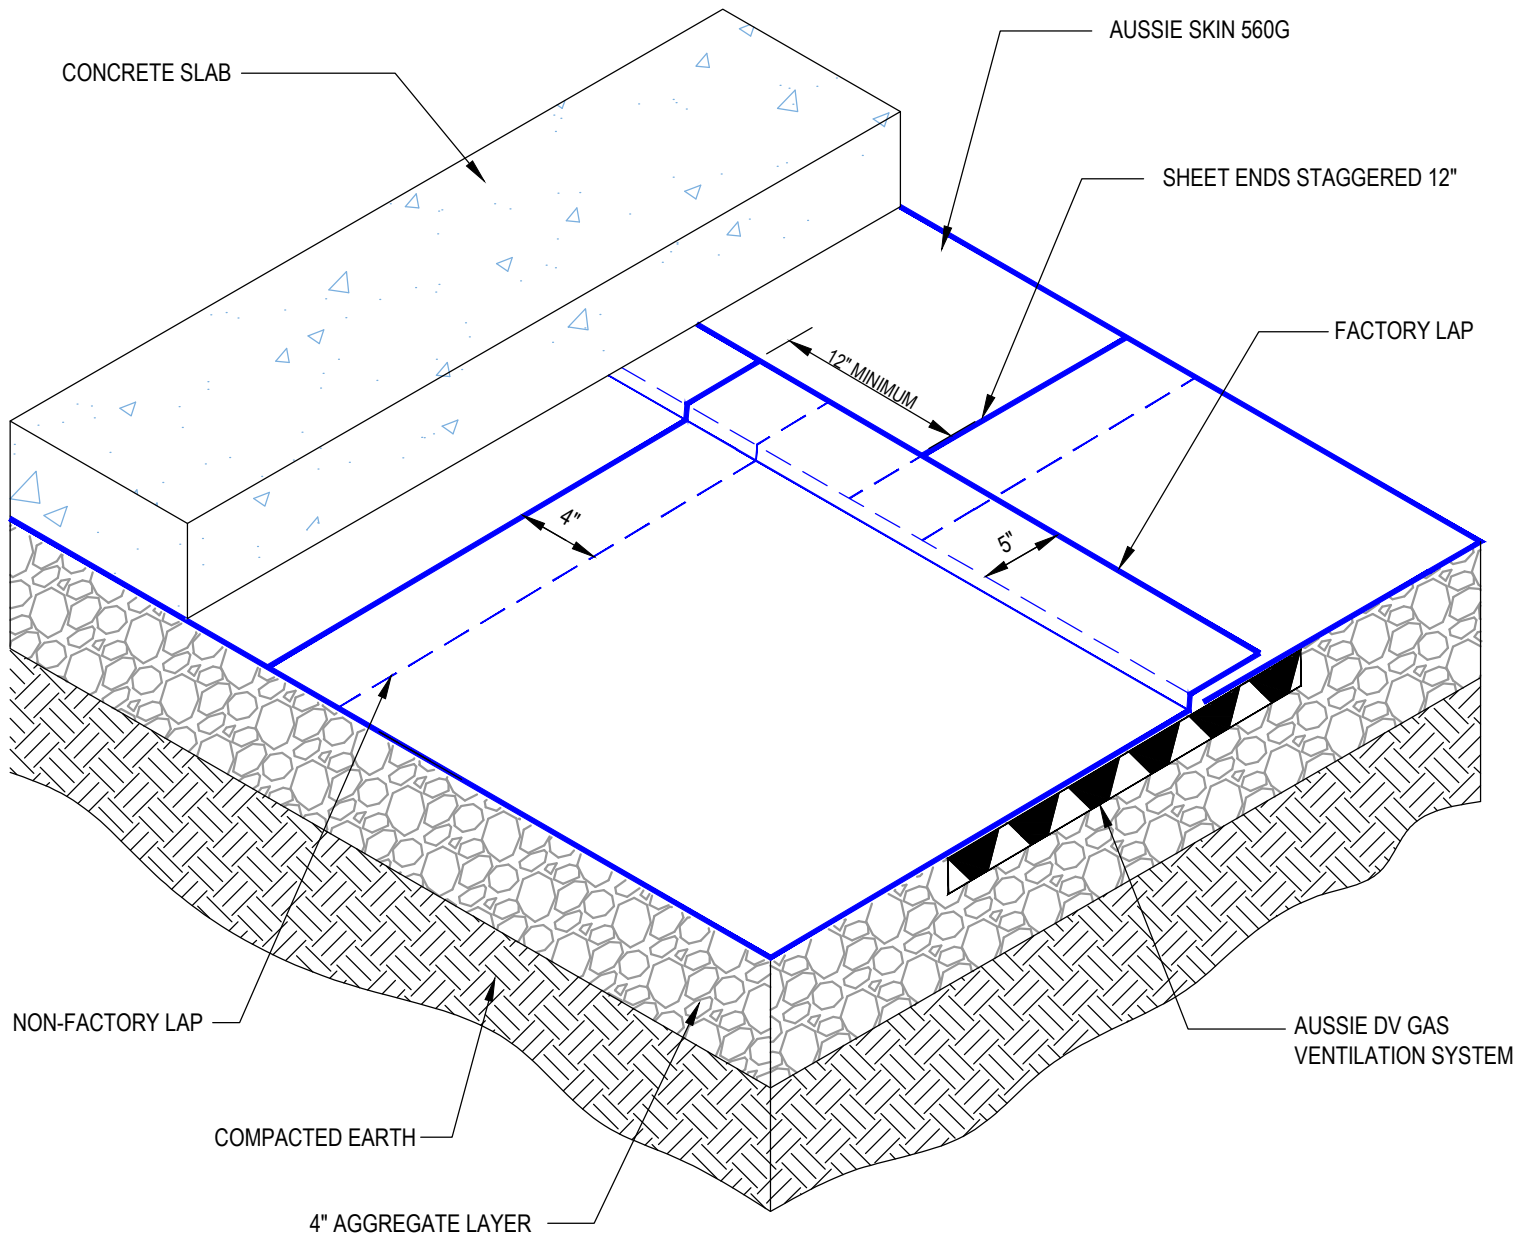 AUSSIE SKIN 560G
CONCRETE SLAB
SHEET ENDS STAGGERED 12"
FACTORY LAP
12" MINIMUM
4"
5"
NON-FACTORY LAP
AUSSIE DV GAS
VENTILATION SYSTEM
COMPACTED EARTH
4" AGGREGATE LAYER